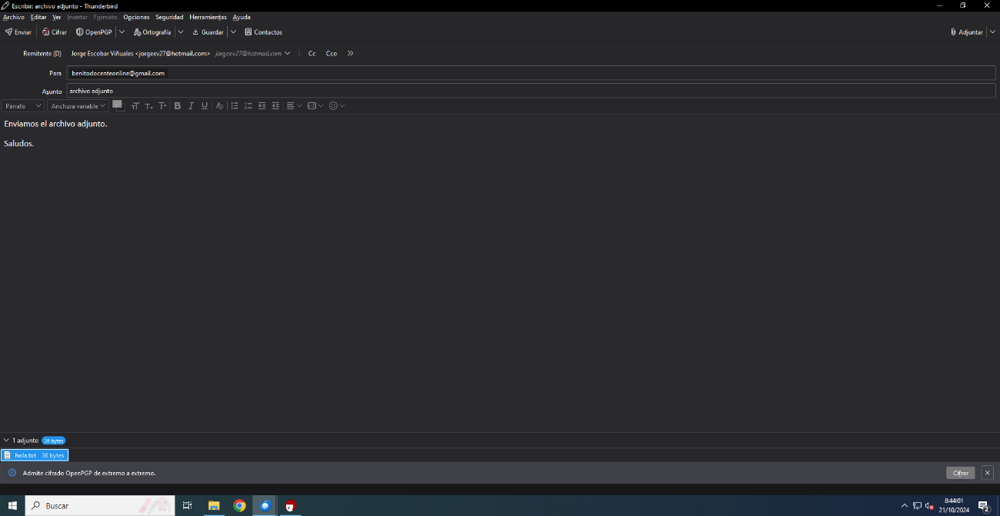 Escribir: archivo adjunto - Thunderbird
Archivo Editar Ver Insertar Formato Opciones Seguridad Herramientas Ayuda
Enviar Cifrar OpenPGP Ortografía Guardar Contactos Adjuntar
Remitente (D) Jorge Escobar Viñuales <jorgeev27@hotmail.com> jorgeev27@hotmail.com Cc Cco
Para benitodocenteonline@gmail.com
Asunto archivo adjunto
Párrafo Anchura variable
Enviamos el archivo adjunto.
Saludos.
1 adjunto 36 bytes
hola.txt 36 bytes
Admite cifrado OpenPGP de extremo a extremo. Cifrar
Buscar
8:44:01
21/10/2024
2